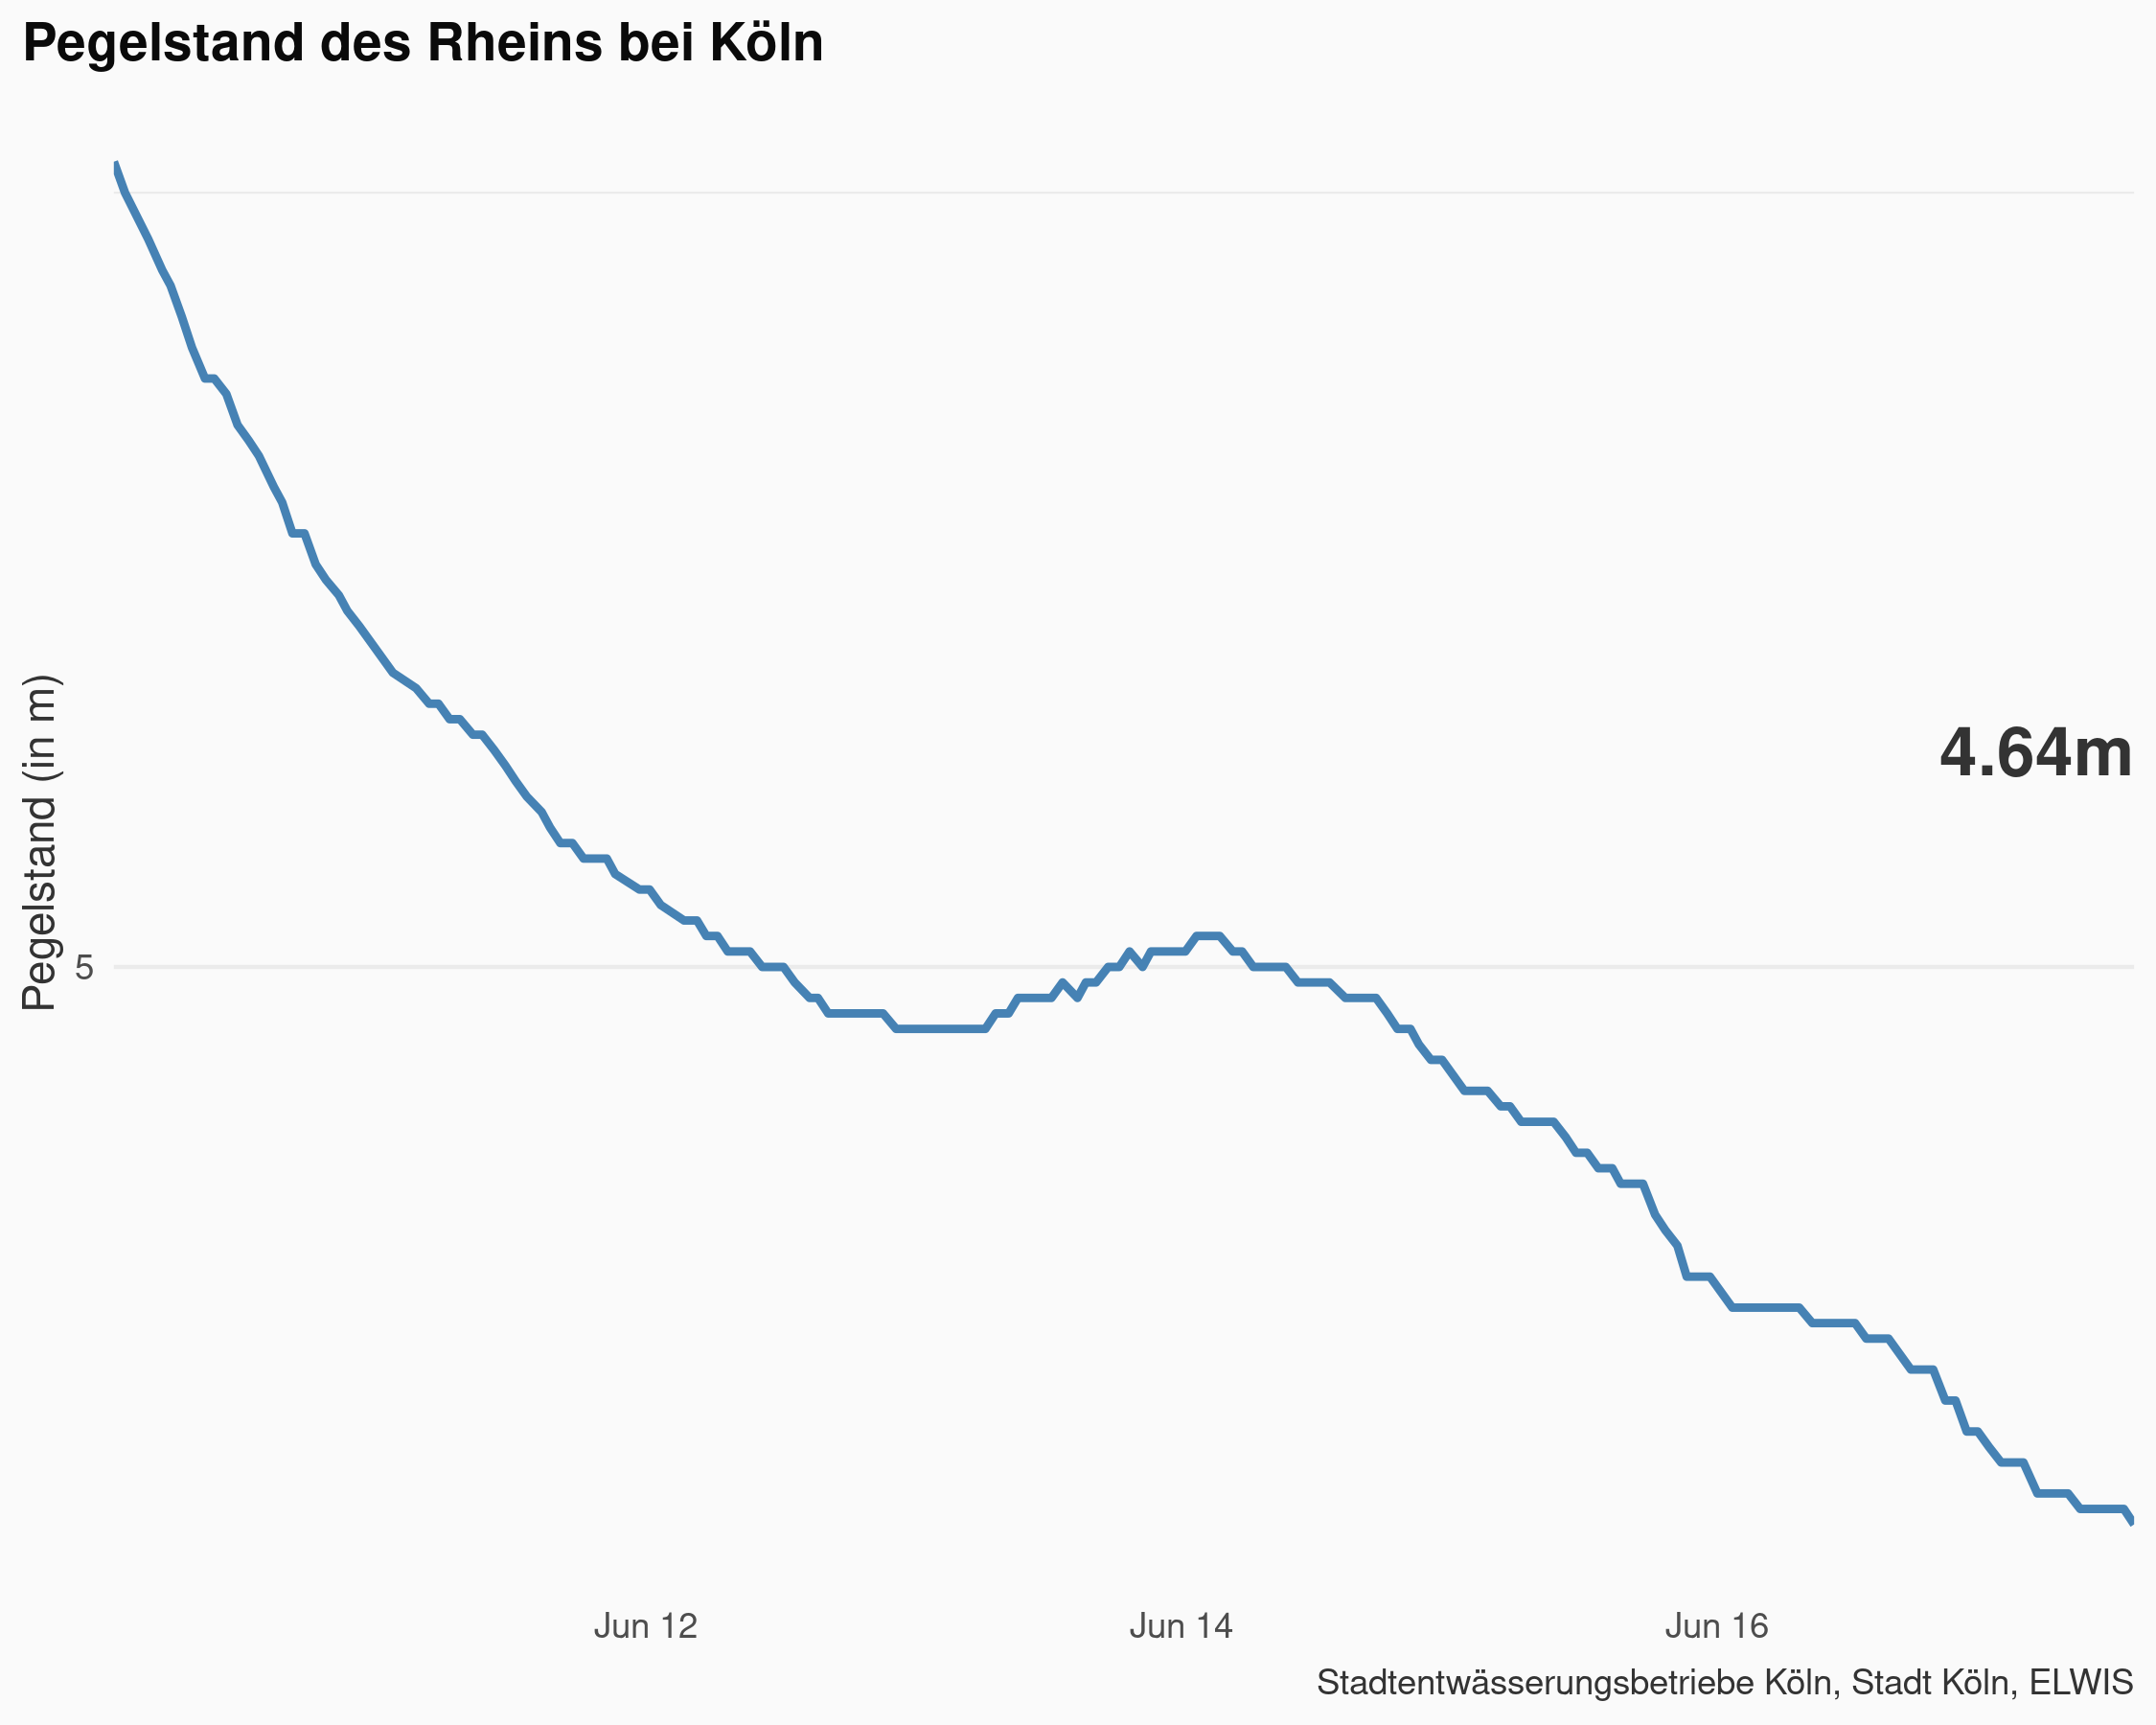 Pegelstand des Rheins bei Köln
Pegelstand (in m)
4.64m
5
Jun 12
Jun 14
Jun 16
Stadtentwässerungsbetriebe Köln, Stadt Köln, ELWIS